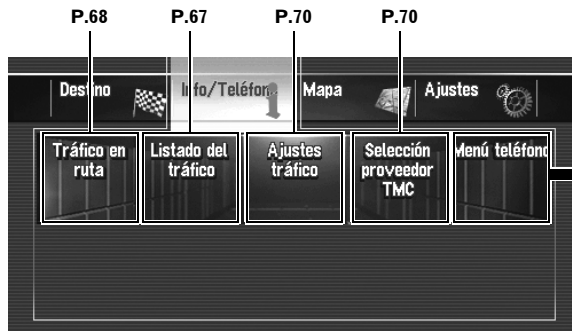 P.68 P.67 P.70 P.70
Destino Info/Teléfono Mapa Ajustes
Tráfico en ruta
Listado del tráfico
Ajustes tráfico
Selección proveedor TMC
Menú teléfono